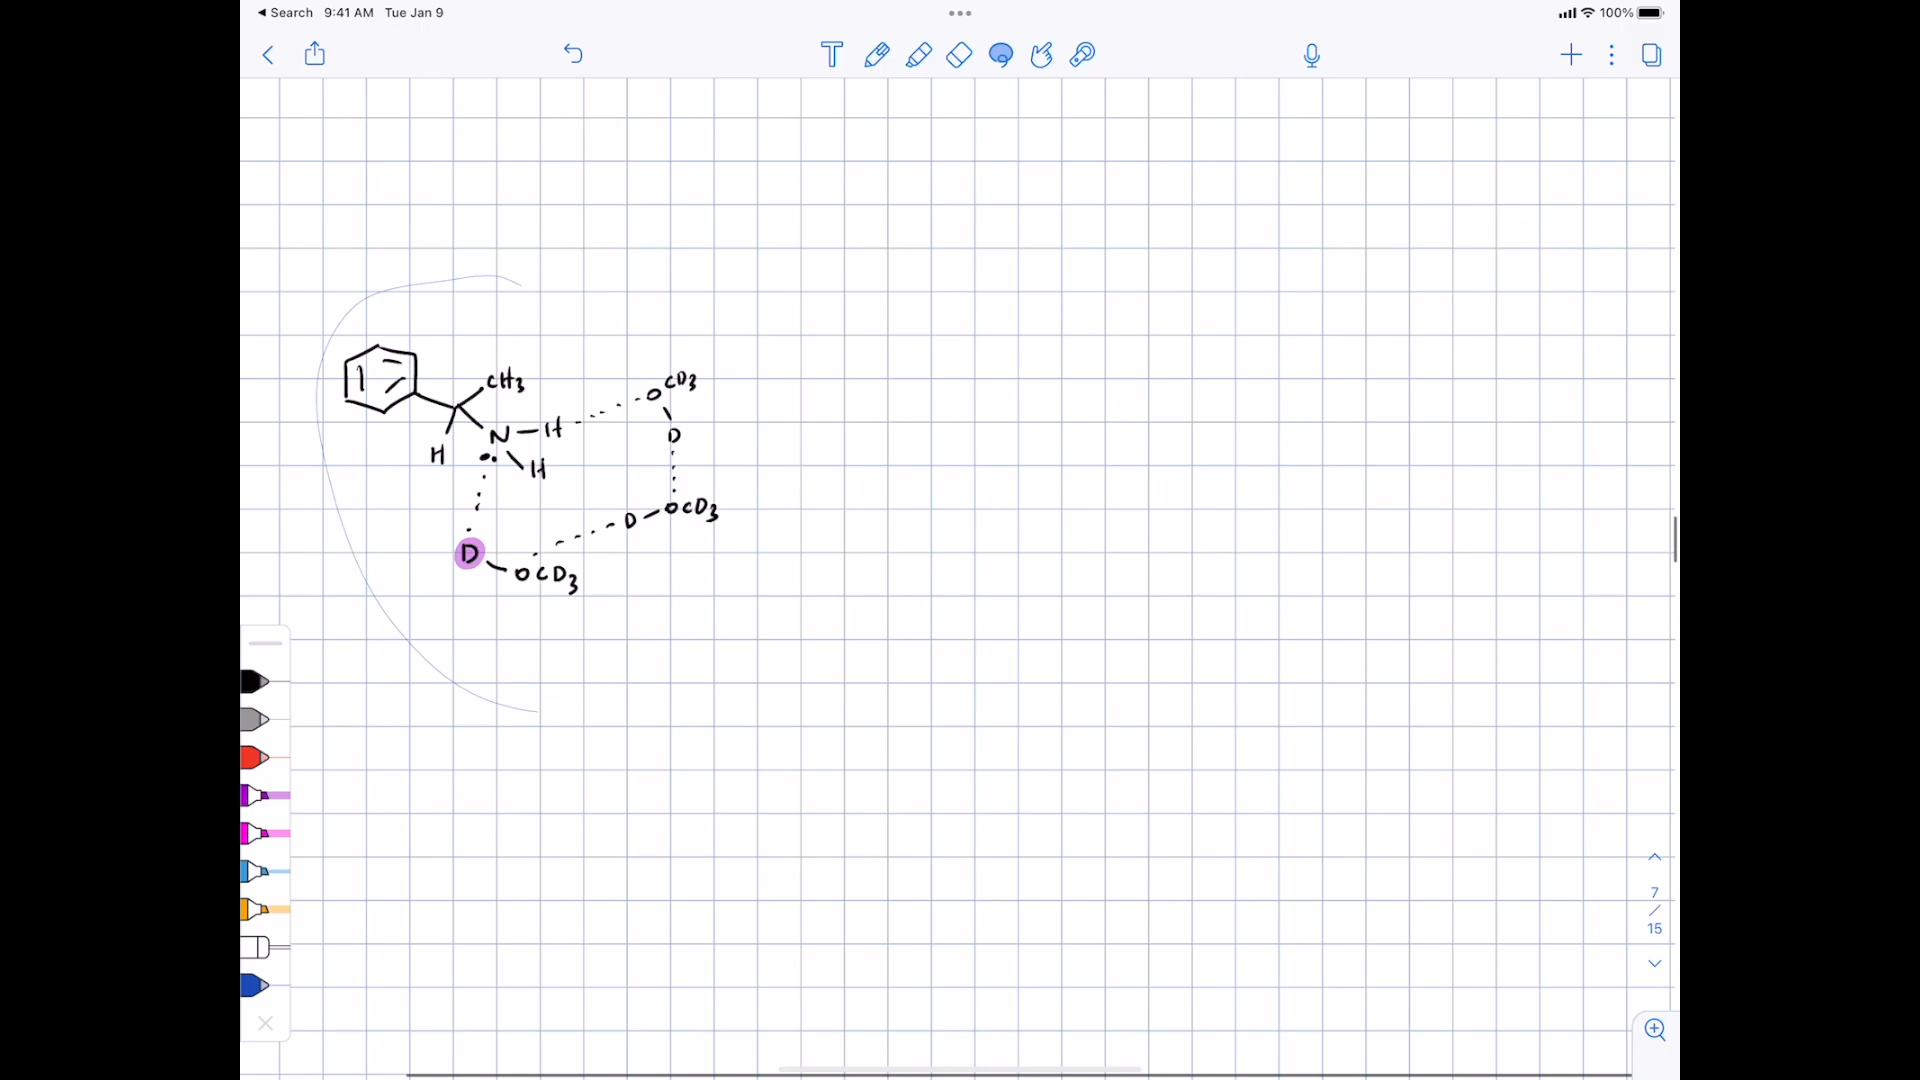 Search 9:41 AM Tue Jan 9
100%
T
CH3
OCD3
N—H
D
H
H
D—OCD3
D
OCD3
7
/
15